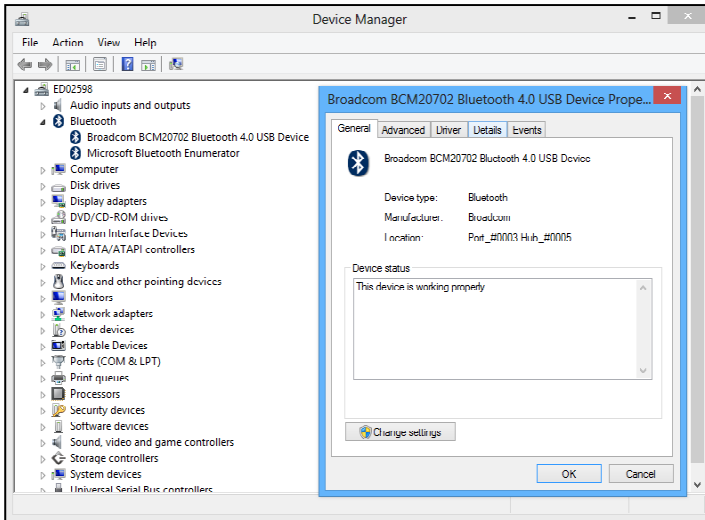 Device Manager
File Action View Help
ED02598
Audio inputs and outputs
Bluetooth
Broadcom BCM20702 Bluetooth 4.0 USB Device
Microsoft Bluetooth Enumerator
Computer
Disk drives
Display adapters
DVD/CD-ROM drives
Human Interface Devices
IDE ATA/ATAPI controllers
Keyboards
Mice and other pointing devices
Monitors
Network adapters
Other devices
Portable Devices
Ports (COM & LPT)
Print queues
Processors
Security devices
Software devices
Sound, video and game controllers
Storage controllers
System devices
Universal Serial Bus controllers
Broadcom BCM20702 Bluetooth 4.0 USB Device Prope...
General Advanced Driver Details Events
Broadcom BCM20702 Bluetooth 4.0 USB Device
Device type: Bluetooth
Manufacturer: Broadcom
Location: Port_#0003.Hub_#0005
Device status
This device is working properly.
Change settings
OK Cancel